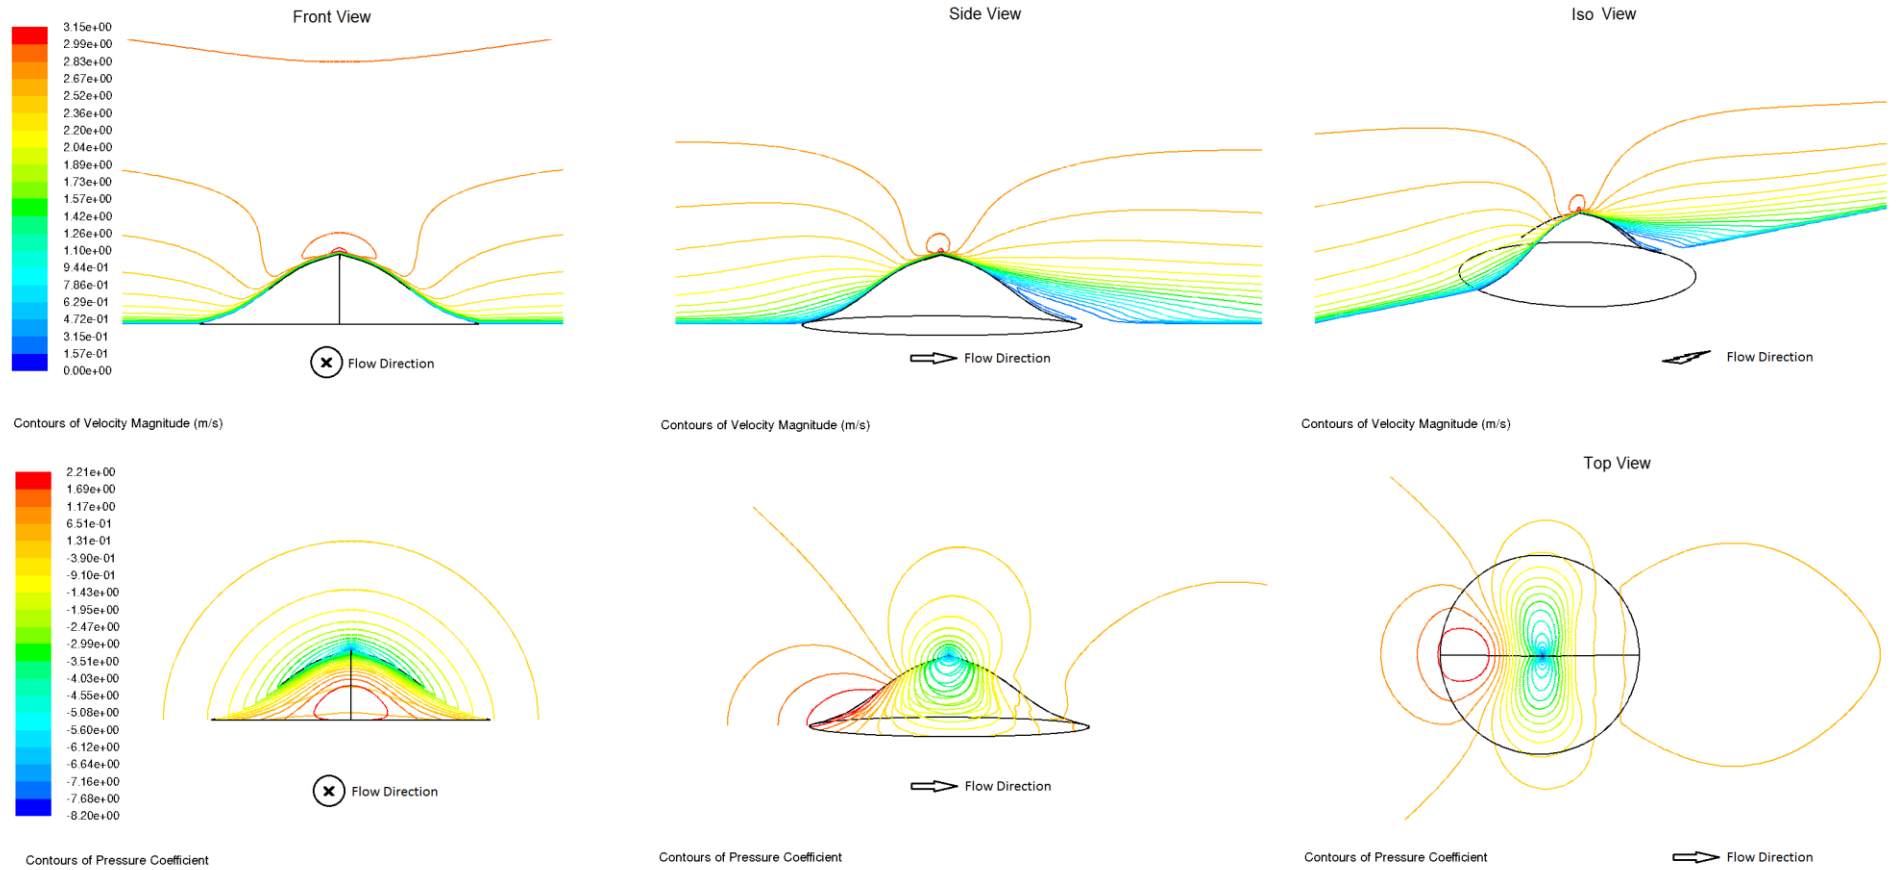 Front View
Side View
Iso View
3.15e+00
2.99e+00
2.83e+00
2.67e+00
2.52e+00
2.36e+00
2.20e+00
2.04e+00
1.89e+00
1.73e+00
1.57e+00
1.42e+00
1.26e+00
1.10e+00
9.44e-01
7.86e-01
6.29e-01
4.72e-01
3.15e-01
1.57e-01
0.00e+00
Flow Direction
Flow Direction
Flow Direction
Contours of Velocity Magnitude (m/s)
Contours of Velocity Magnitude (m/s)
Contours of Velocity Magnitude (m/s)
Top View
2.21e+00
1.69e+00
1.17e+00
6.51e-01
1.31e-01
-3.90e-01
-9.10e-01
-1.43e+00
-1.95e+00
-2.47e+00
-2.99e+00
-3.51e+00
-4.03e+00
-4.55e+00
-5.08e+00
-5.60e+00
-6.12e+00
-6.64e+00
-7.16e+00
-7.68e+00
-8.20e+00
Flow Direction
Flow Direction
Contours of Pressure Coefficient
Contours of Pressure Coefficient
Contours of Pressure Coefficient
Flow Direction